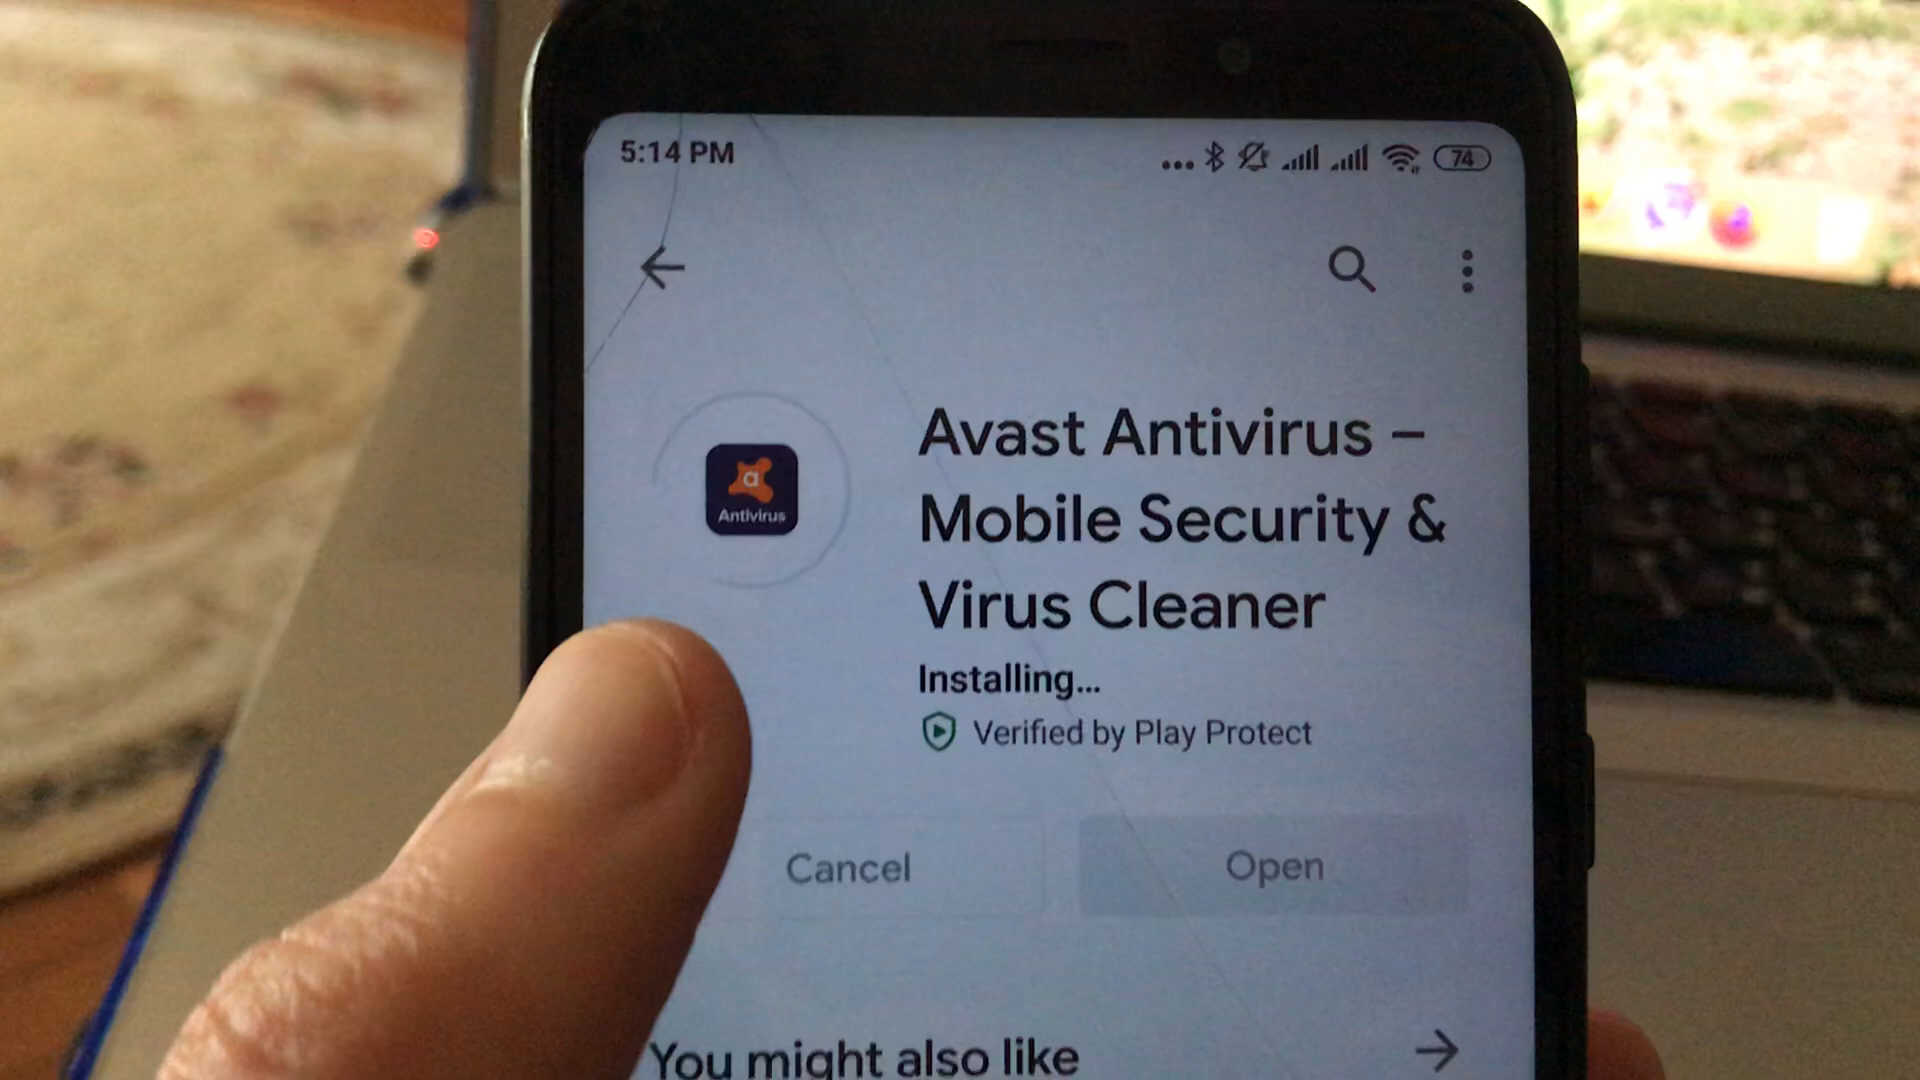 5:14 PM
74
a
Antivirus
Avast Antivirus –
Mobile Security &
Virus Cleaner
Installing...
Verified by Play Protect
Cancel
Open
You might also like